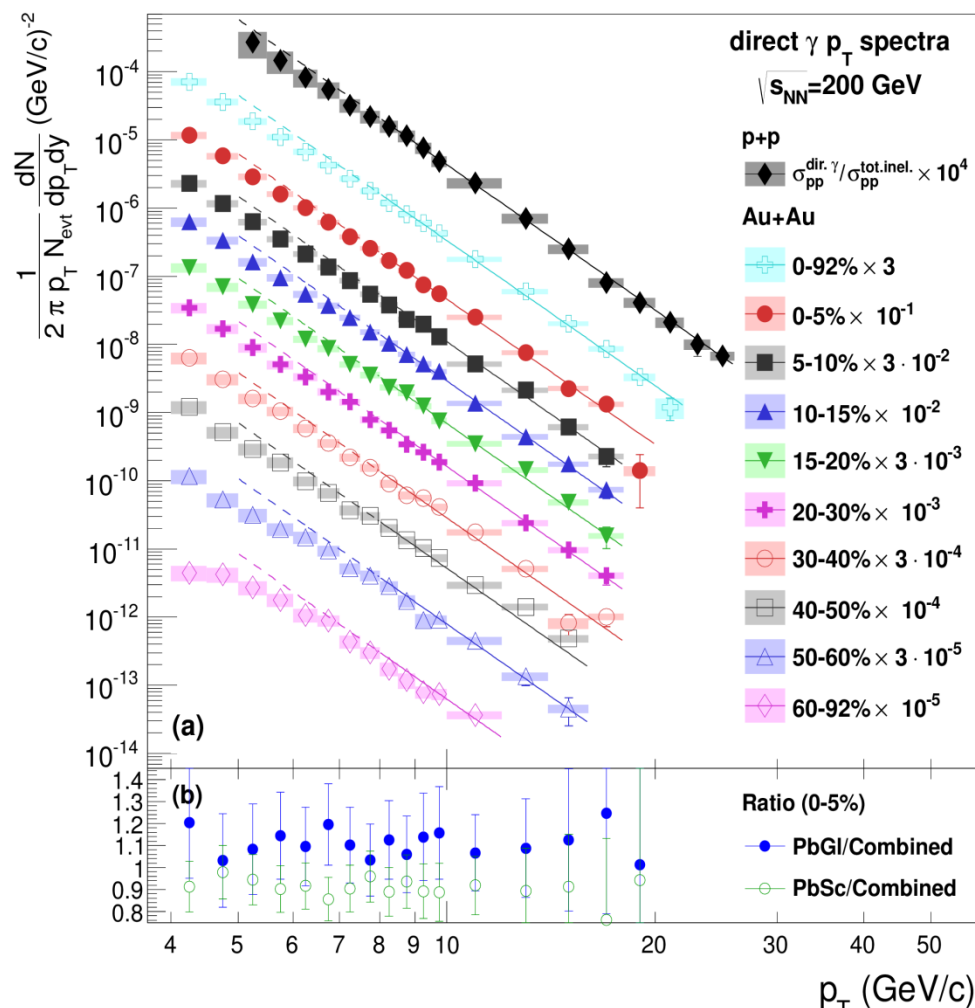 direct γ p_T spectra
√s_NN=200 GeV
p+p
σ_pp^dir. γ/σ_pp^tot.inel. × 10^4
Au+Au
0-92% × 3
0-5% × 10^-1
5-10% × 3 · 10^-2
10-15% × 10^-2
15-20% × 3 · 10^-3
20-30% × 10^-3
30-40% × 3 · 10^-4
40-50% × 10^-4
50-60% × 3 · 10^-5
60-92% × 10^-5
1/(2 π p_T N_evt) dN/(dp_T dy) (GeV/c)^-2
10^-4
10^-5
10^-6
10^-7
10^-8
10^-9
10^-10
10^-11
10^-12
10^-13
10^-14
(a)
(b)
1.4
1.3
1.2
1.1
1
0.9
0.8
Ratio (0-5%)
PbGl/Combined
PbSc/Combined
4 5 6 7 8 9 10 20 30 40 50
p_T (GeV/c)